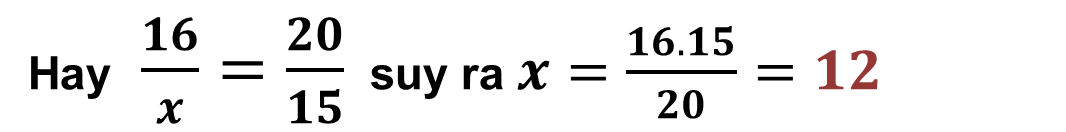 Hay 16/x = 20/15 suy ra x = 16.15/20 = 12